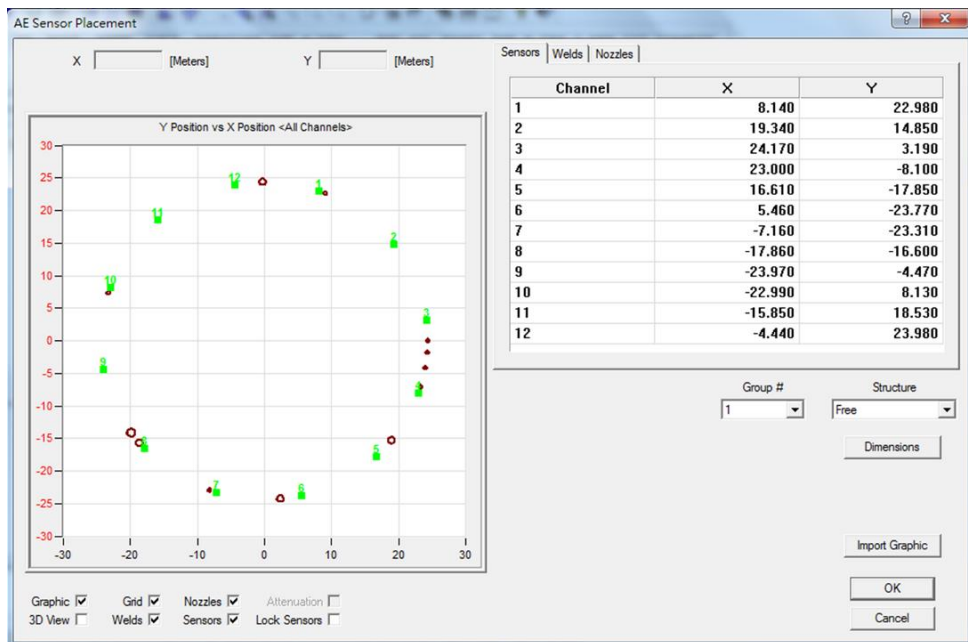 AE Sensor Placement
X [Meters] Y [Meters]
Y Position vs X Position <All Channels>
30
25
20
15
10
5
0
-5
-10
-15
-20
-25
-30
-30 -20 -10 0 10 20 30
12
1
11
2
10
3
9
4
8
5
7
6
Graphic Grid Nozzles Attenuation
3D View Welds Sensors Lock Sensors
Sensors Welds Nozzles
Channel X Y
1 8.140 22.980
2 19.340 14.850
3 24.170 3.190
4 23.000 -8.100
5 16.610 -17.850
6 5.460 -23.770
7 -7.160 -23.310
8 -17.860 -16.600
9 -23.970 -4.470
10 -22.990 8.130
11 -15.850 18.530
12 -4.440 23.980
Group # Structure
1 Free
Dimensions
Import Graphic
OK
Cancel